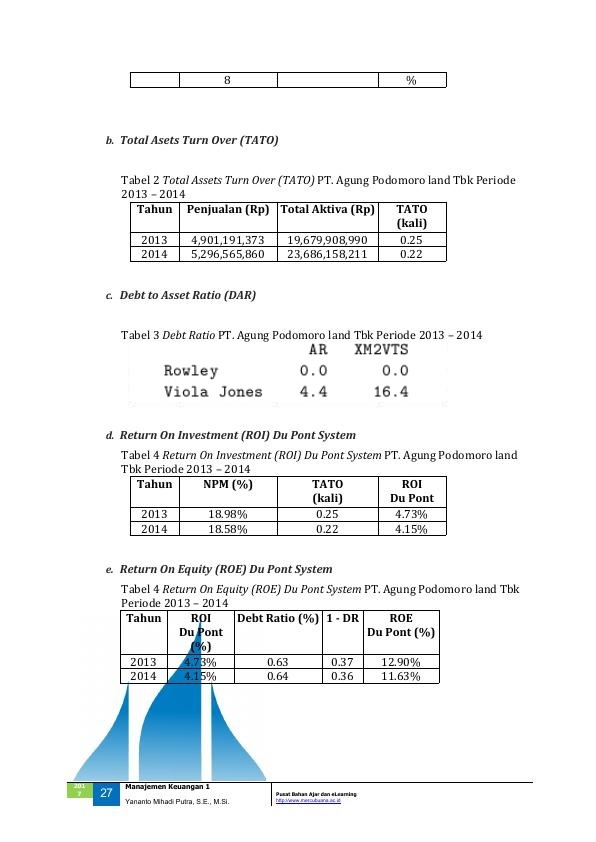 8 %
b. Total Asets Turn Over (TATO)
Tabel 2 Total Assets Turn Over (TATO) PT. Agung Podomoro land Tbk Periode
2013 – 2014
Tahun Penjualan (Rp) Total Aktiva (Rp) TATO
(kali)
2013 4,901,191,373 19,679,908,990 0.25
2014 5,296,565,860 23,686,158,211 0.22
c. Debt to Asset Ratio (DAR)
Tabel 3 Debt Ratio PT. Agung Podomoro land Tbk Periode 2013 – 2014
AR XM2VTS
Rowley 0.0 0.0
Viola Jones 4.4 16.4
d. Return On Investment (ROI) Du Pont System
Tabel 4 Return On Investment (ROI) Du Pont System PT. Agung Podomoro land
Tbk Periode 2013 – 2014
Tahun NPM (%) TATO ROI
(kali) Du Pont
2013 18.98% 0.25 4.73%
2014 18.58% 0.22 4.15%
e. Return On Equity (ROE) Du Pont System
Tabel 4 Return On Equity (ROE) Du Pont System PT. Agung Podomoro land Tbk
Periode 2013 – 2014
Tahun ROI Debt Ratio (%) 1 - DR ROE
Du Pont Du Pont (%)
(%)
2013 4.73% 0.63 0.37 12.90%
2014 4.15% 0.64 0.36 11.63%
201
7
27
Manajemen Keuangan 1
Yananto Mihadi Putra, S.E., M.Si.
Pusat Bahan Ajar dan eLearning
http://www.mercubuana.ac.id